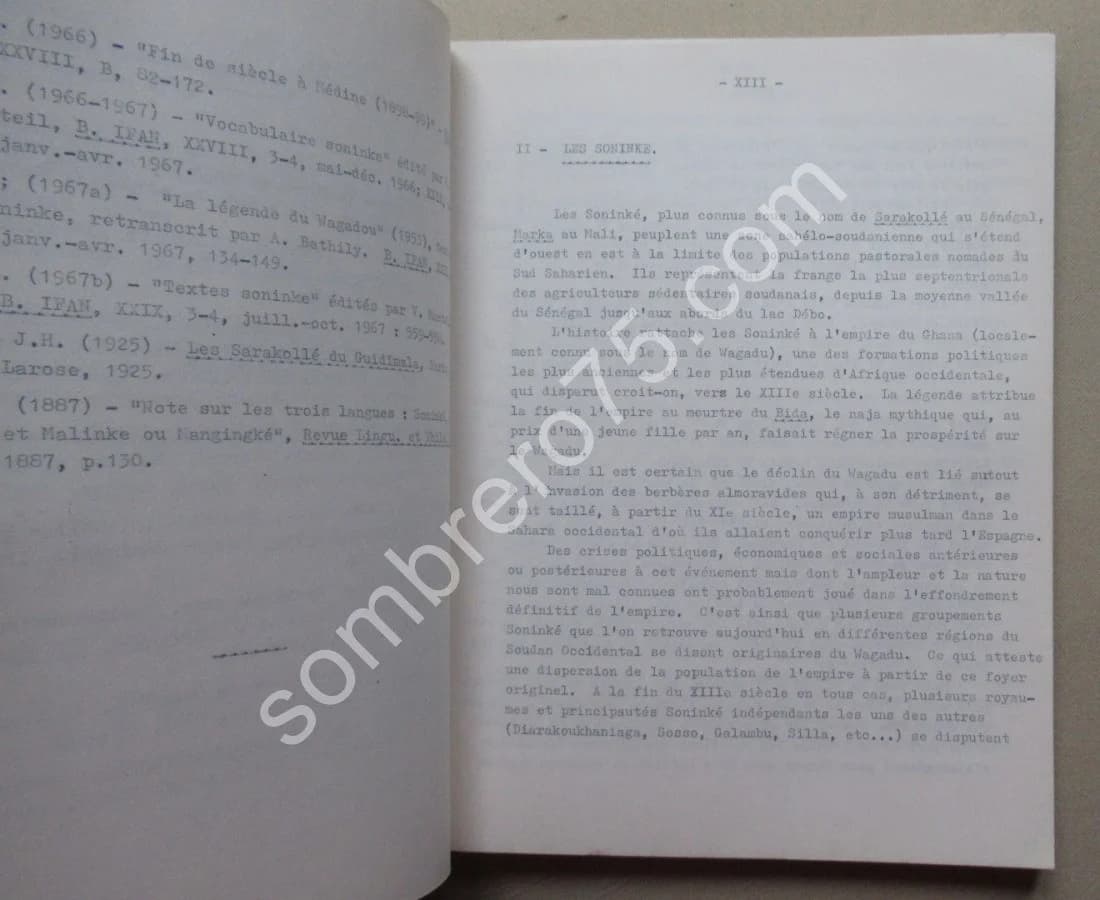 . (1966) - "Fin de siècle à Médine (1898-99)".
XXVIII, B, 82-172.
. (1966-1967) - "Vocabulaire soninke" édité par
teil, B. IFAN, XXVIII, 3-4, mai-déc. 1966; XXIX,
janv.-avr. 1967.
; (1967a) - "La légende du Wagadou" (1953),
ninke, retranscrit par A. Bathily. B. IFAN,
janv.-avr. 1967, 134-149.
. (1967b) - "Textes soninke" édités par V.
B. IFAN, XXIX, 3-4, juill.-oct. 1967 :
J.H. (1925) - Les Sarakollé du Guidimaka,
Larose, 1925.
(1887) - "Note sur les trois langues :
et Malinke ou Mangingké", Revue Lingu. et
1887, p.130.
- XIII -
II - LES SONINKE.
Les Soninké, plus connus sous le nom de Sarakollé au Sénégal,
Marka au Mali, peuplent une zone sahélo-soudanienne qui s'étend
d'ouest en est à la limite des populations pastorales nomades du
Sud Saharien. Ils représentent la frange la plus septentrionale
des agriculteurs sédentaires soudanais, depuis la moyenne vallée
du Sénégal jusqu'aux abords du lac Débo.
L'histoire rattache les Soninké à l'empire du Ghana (locale-
ment connu sous le nom de Wagadu), une des formations politiques
les plus anciennes et les plus étendues d'Afrique occidentale,
qui disparut croit-on, vers le XIIIe siècle. La légende attribue
la fin de l'empire au meurtre du Bida, le naja mythique qui, au
prix d'une jeune fille par an, faisait régner la prospérité sur
le Wagadu.
Mais il est certain que le déclin du Wagadu est lié sutout
à l'invasion des berbères almoravides qui, à son détriment, se
sont taillé, à partir du XIe siècle, un empire musulman dans le
Sahara occidental d'où ils allaient conquérir plus tard l'Espagne.
Des crises politiques, économiques et sociales antérieures
ou postérieures à cet événement mais dont l'ampleur et la nature
nous sont mal connues ont probablement joué dans l'effondrement
définitif de l'empire. C'est ainsi que plusieurs groupements
Soninké que l'on retrouve aujourd'hui en différentes régions du
Soudan Occidental se disent originaires du Wagadu. Ce qui atteste
une dispersion de la population de l'empire à partir de ce foyer
originel. A la fin du XIIIe siècle en tous cas, plusieurs royau-
mes et principautés Soninké indépendants les uns des autres
(Diarakoukhaniaga, Sosso, Galambu, Silla, etc...) se disputent
sombrero75.com